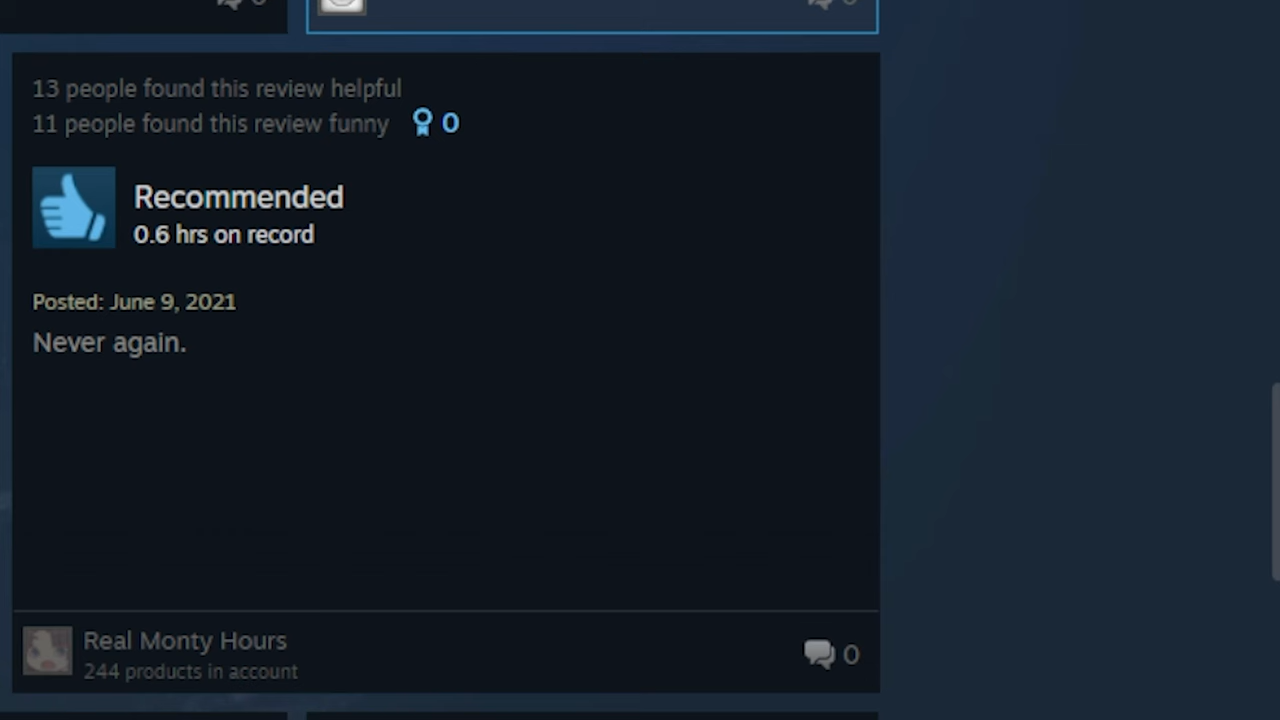 13 people found this review helpful
11 people found this review funny 0
Recommended
0.6 hrs on record
Posted: June 9, 2021
Never again.
Real Monty Hours
244 products in account
0